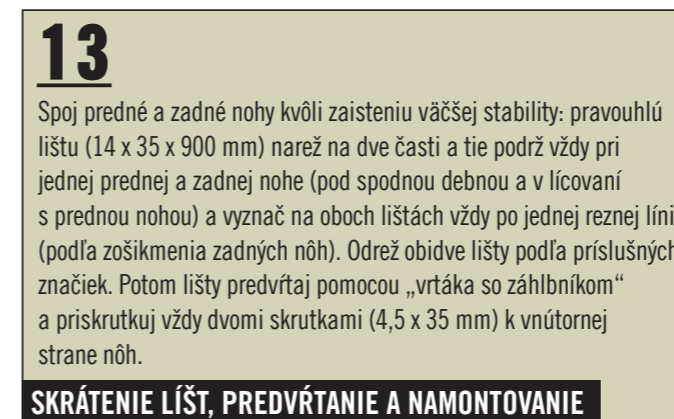 13
Spoj predné a zadné nohy kvôli zaisteniu väčšej stability: pravouhlú
lištu (14 x 35 x 900 mm) narež na dve časti a tie podrž vždy pri
jednej prednej a zadnej nohe (pod spodnou debnou a v lícovaní
s prednou nohou) a vyznač na oboch lištách vždy po jednej reznej líni
(podľa zošikmenia zadných nôh). Odrež obidve lišty podľa príslušných
značiek. Potom lišty predvŕtaj pomocou „vrtáka so záhlbníkom“
a priskrutkuj vždy dvomi skrutkami (4,5 x 35 mm) k vnútornej
strane nôh.
SKRÁTENIE LÍŠT, PREDVŔTANIE A NAMONTOVANIE